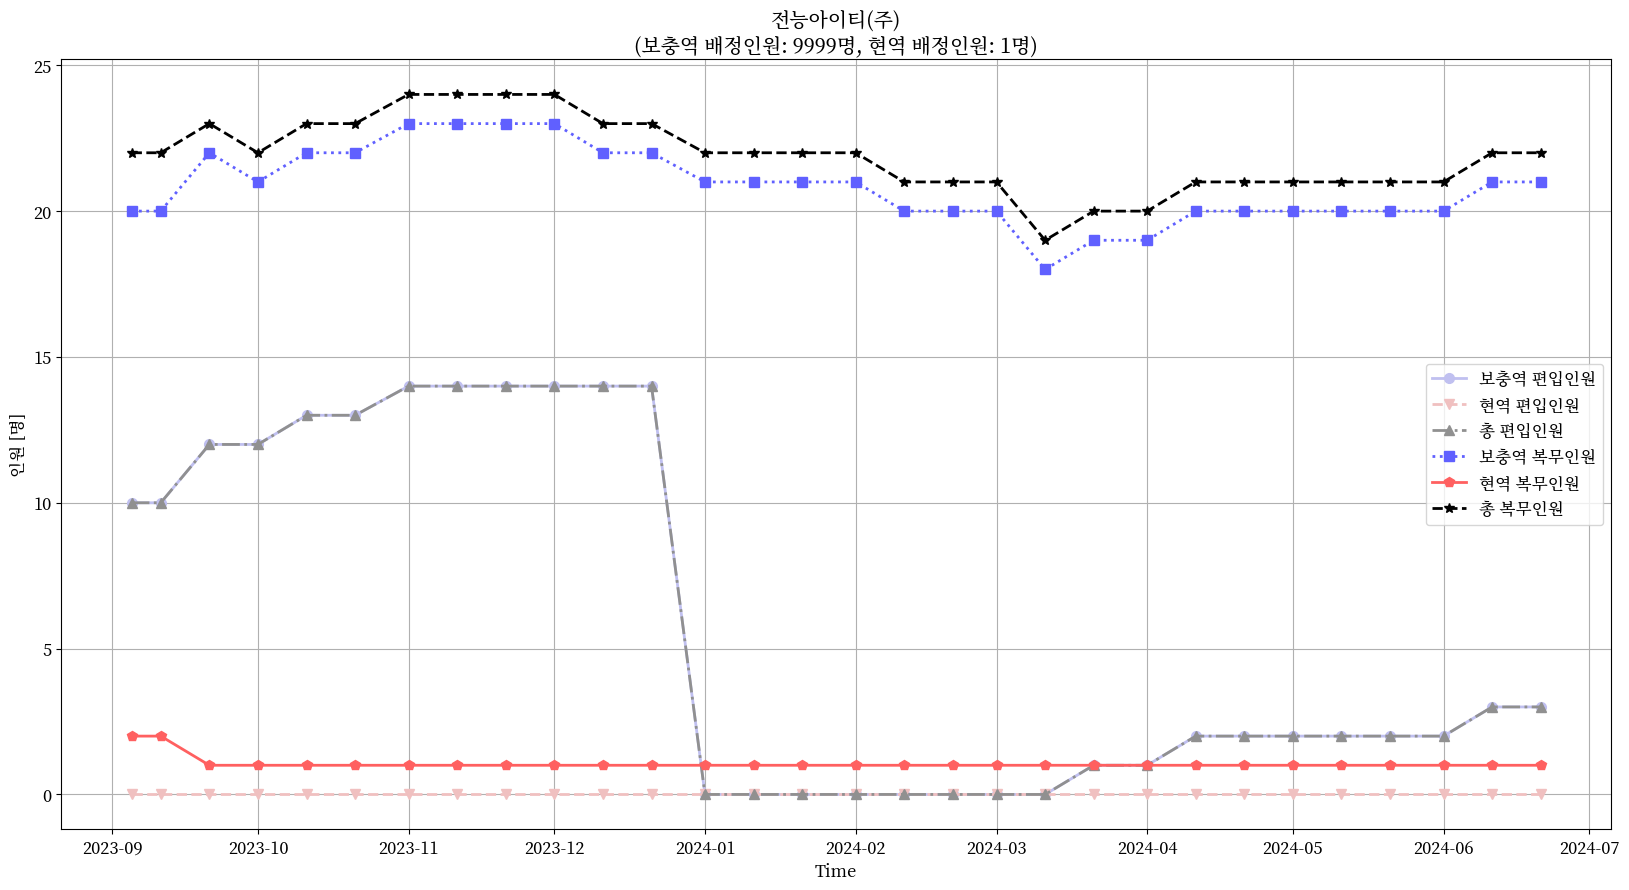 전능아이티(주)
(보충역 배정인원: 9999명, 현역 배정인원: 1명)
25
20
15
10
5
0
인원 [명]
보충역 편입인원
현역 편입인원
총 편입인원
보충역 복무인원
현역 복무인원
총 복무인원
2023-09 2023-10 2023-11 2023-12 2024-01 2024-02 2024-03 2024-04 2024-05 2024-06 2024-07
Time